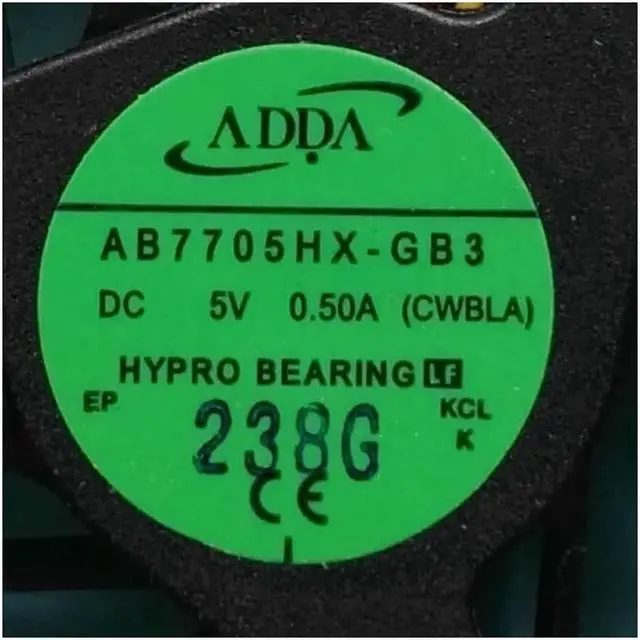 ADDA
AB7705HX-GB3
DC 5V 0.50A (CWBLA)
HYPRO BEARING LF
EP KCL
238G K
CE